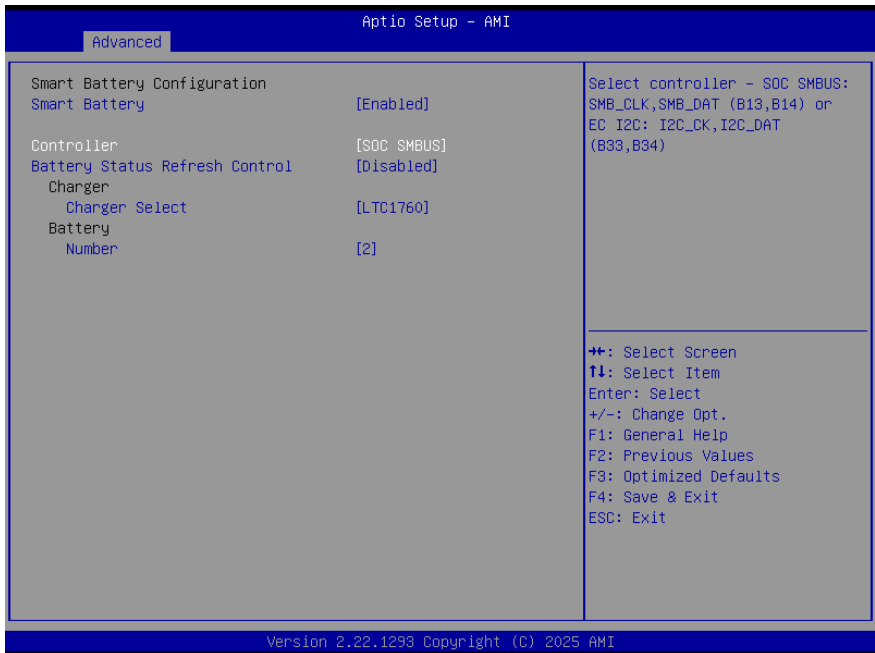 Aptio Setup – AMI
Advanced
Smart Battery Configuration
Smart Battery [Enabled]
Controller [SOC SMBUS]
Battery Status Refresh Control [Disabled]
Charger
Charger Select [LTC1760]
Battery
Number [2]
Select controller – SOC SMBUS:
SMB_CLK,SMB_DAT (B13,B14) or
EC I2C: I2C_CK,I2C_DAT
(B33,B34)
→←: Select Screen
↑↓: Select Item
Enter: Select
+/-: Change Opt.
F1: General Help
F2: Previous Values
F3: Optimized Defaults
F4: Save & Exit
ESC: Exit
Version 2.22.1293 Copyright (C) 2025 AMI